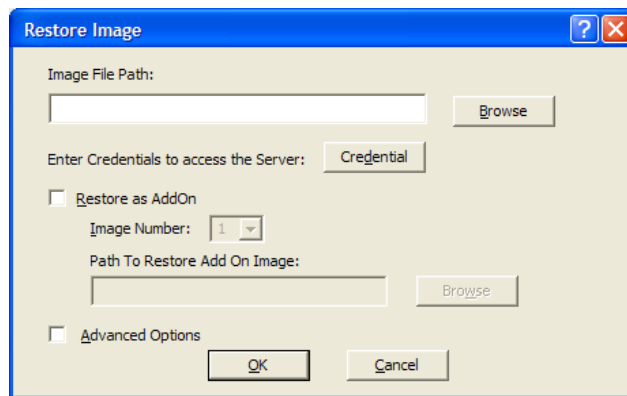 Restore Image
Image File Path:
Browse
Enter Credentials to access the Server: Credential
Restore as AddOn
Image Number: 1
Path To Restore Add On Image:
Browse
Advanced Options
OK Cancel